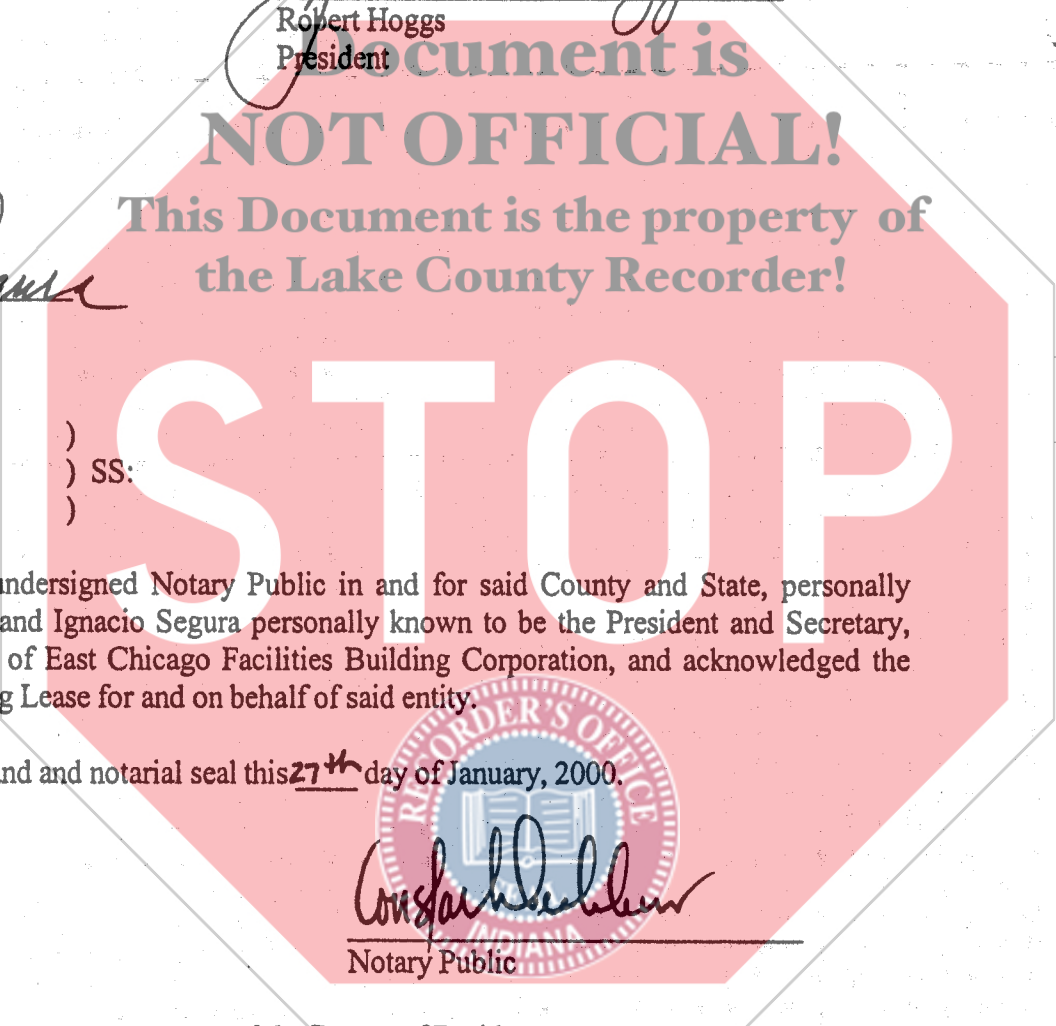 Robert Hoggs
President
Document is
NOT OFFICIAL!
This Document is the property of
the Lake County Recorder!
STOP
)
) SS:
)
undersigned Notary Public in and for said County and State, personally
and Ignacio Segura personally known to be the President and Secretary,
of East Chicago Facilities Building Corporation, and acknowledged the
g Lease for and on behalf of said entity.
and and notarial seal this 27th day of January, 2000.
RECORDER'S OFFICE
SEAL
INDIANA
Notary Public